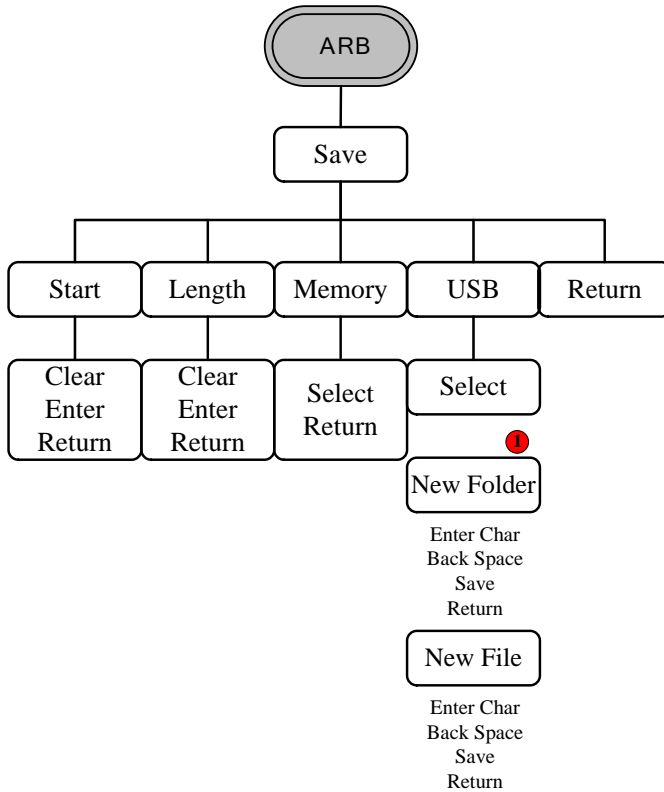 ARB
Save
Start
Length
Memory
USB
Return
Clear
Enter
Return
Clear
Enter
Return
Select
Return
Select
1
New Folder
Enter Char
Back Space
Save
Return
New File
Enter Char
Back Space
Save
Return